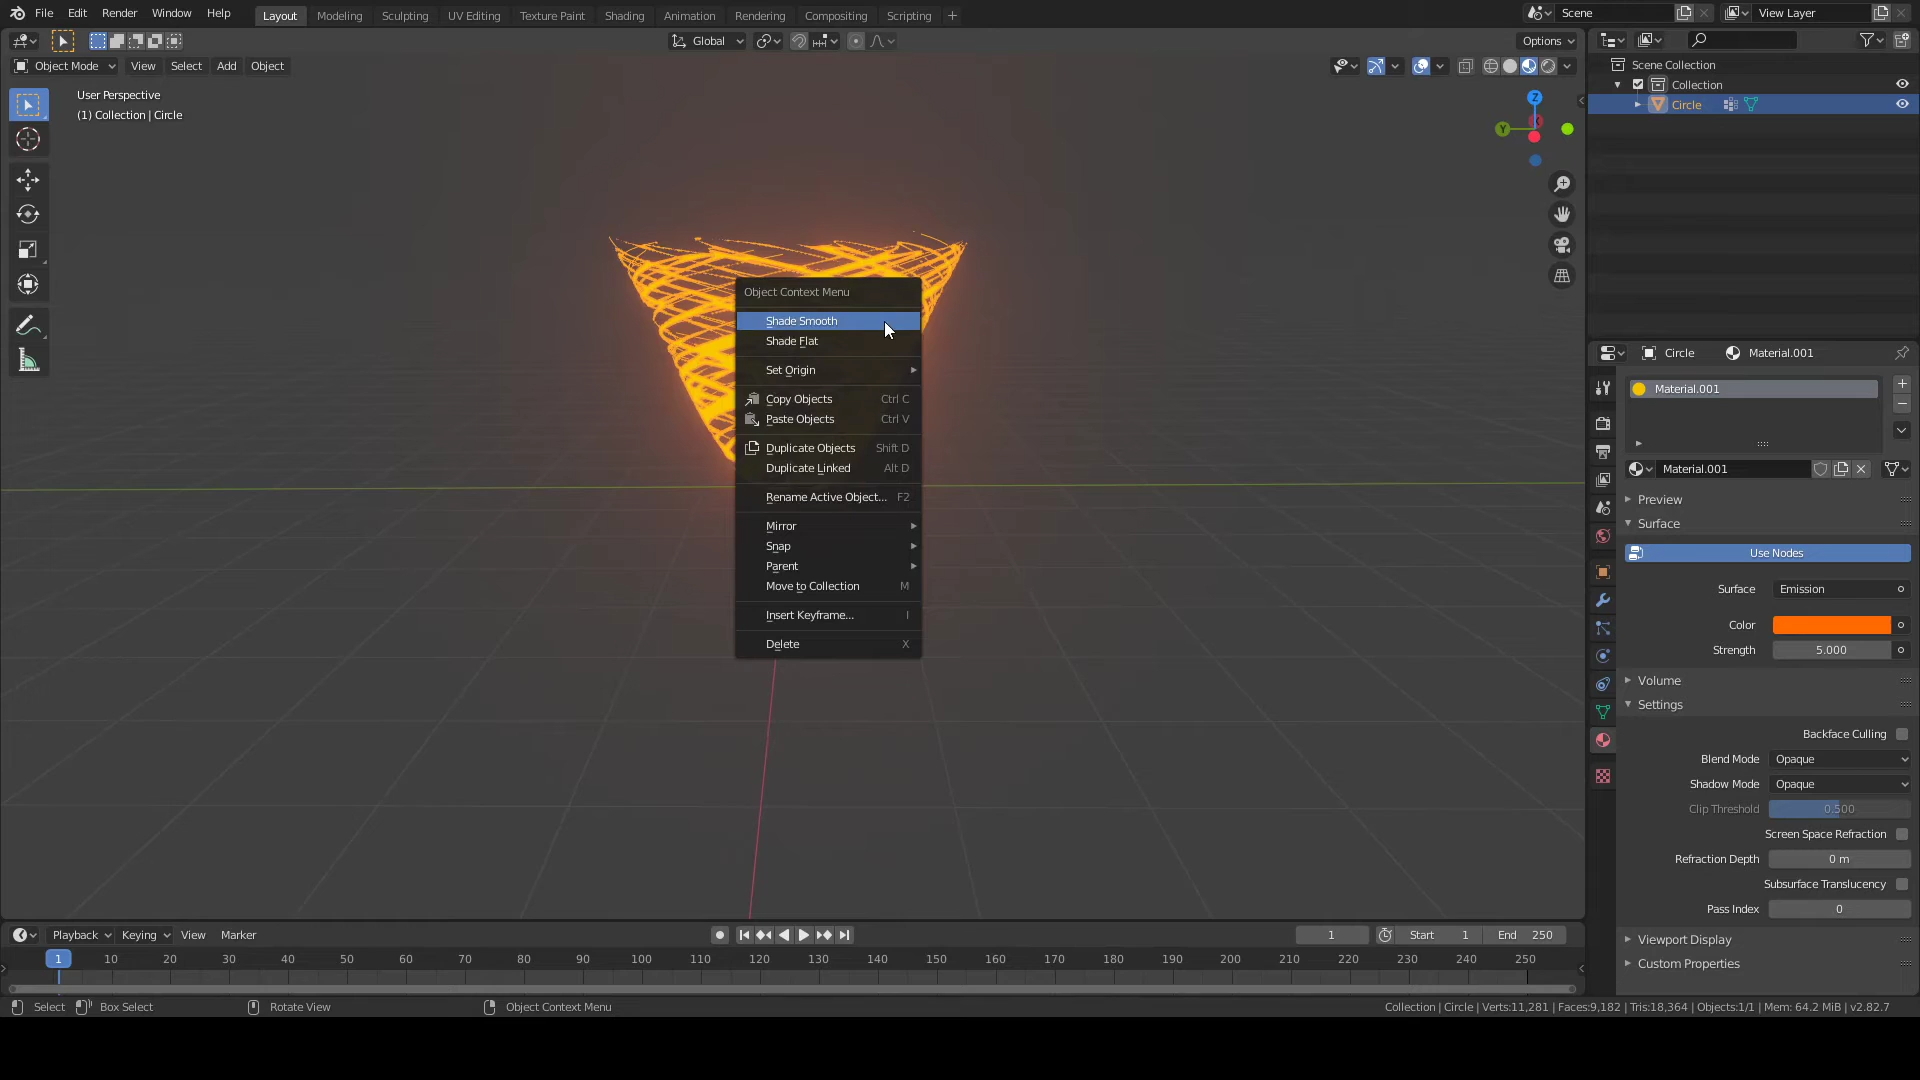 File Edit Render Window Help Layout Modeling Sculpting UV Editing Texture Paint Shading Animation Rendering Compositing Scripting + Scene View Layer
Global Options
Object Mode View Select Add Object
User Perspective
(1) Collection | Circle
Z
Y
Scene Collection
Collection
Circle
Object Context Menu
Shade Smooth
Shade Flat
Set Origin
Copy Objects Ctrl C
Paste Objects Ctrl V
Duplicate Objects Shift D
Duplicate Linked Alt D
Rename Active Object... F2
Mirror
Snap
Parent
Move to Collection M
Insert Keyframe... I
Delete X
Circle Material.001
Material.001
Material.001
Preview
Surface
Use Nodes
Surface Emission
Color
Strength 5.000
Volume
Settings
Backface Culling
Blend Mode Opaque
Shadow Mode Opaque
Clip Threshold 0.500
Screen Space Refraction
Refraction Depth 0 m
Subsurface Translucency
Pass Index 0
Viewport Display
Custom Properties
Playback Keying View Marker 1 Start 1 End 250
1 10 20 30 40 50 60 70 80 90 100 110 120 130 140 150 160 170 180 190 200 210 220 230 240 250
Select Box Select Rotate View Object Context Menu Collection | Circle | Verts:11,281 | Faces:9,182 | Tris:18,364 | Objects:1/1 | Mem: 64.2 MiB | v2.82.7